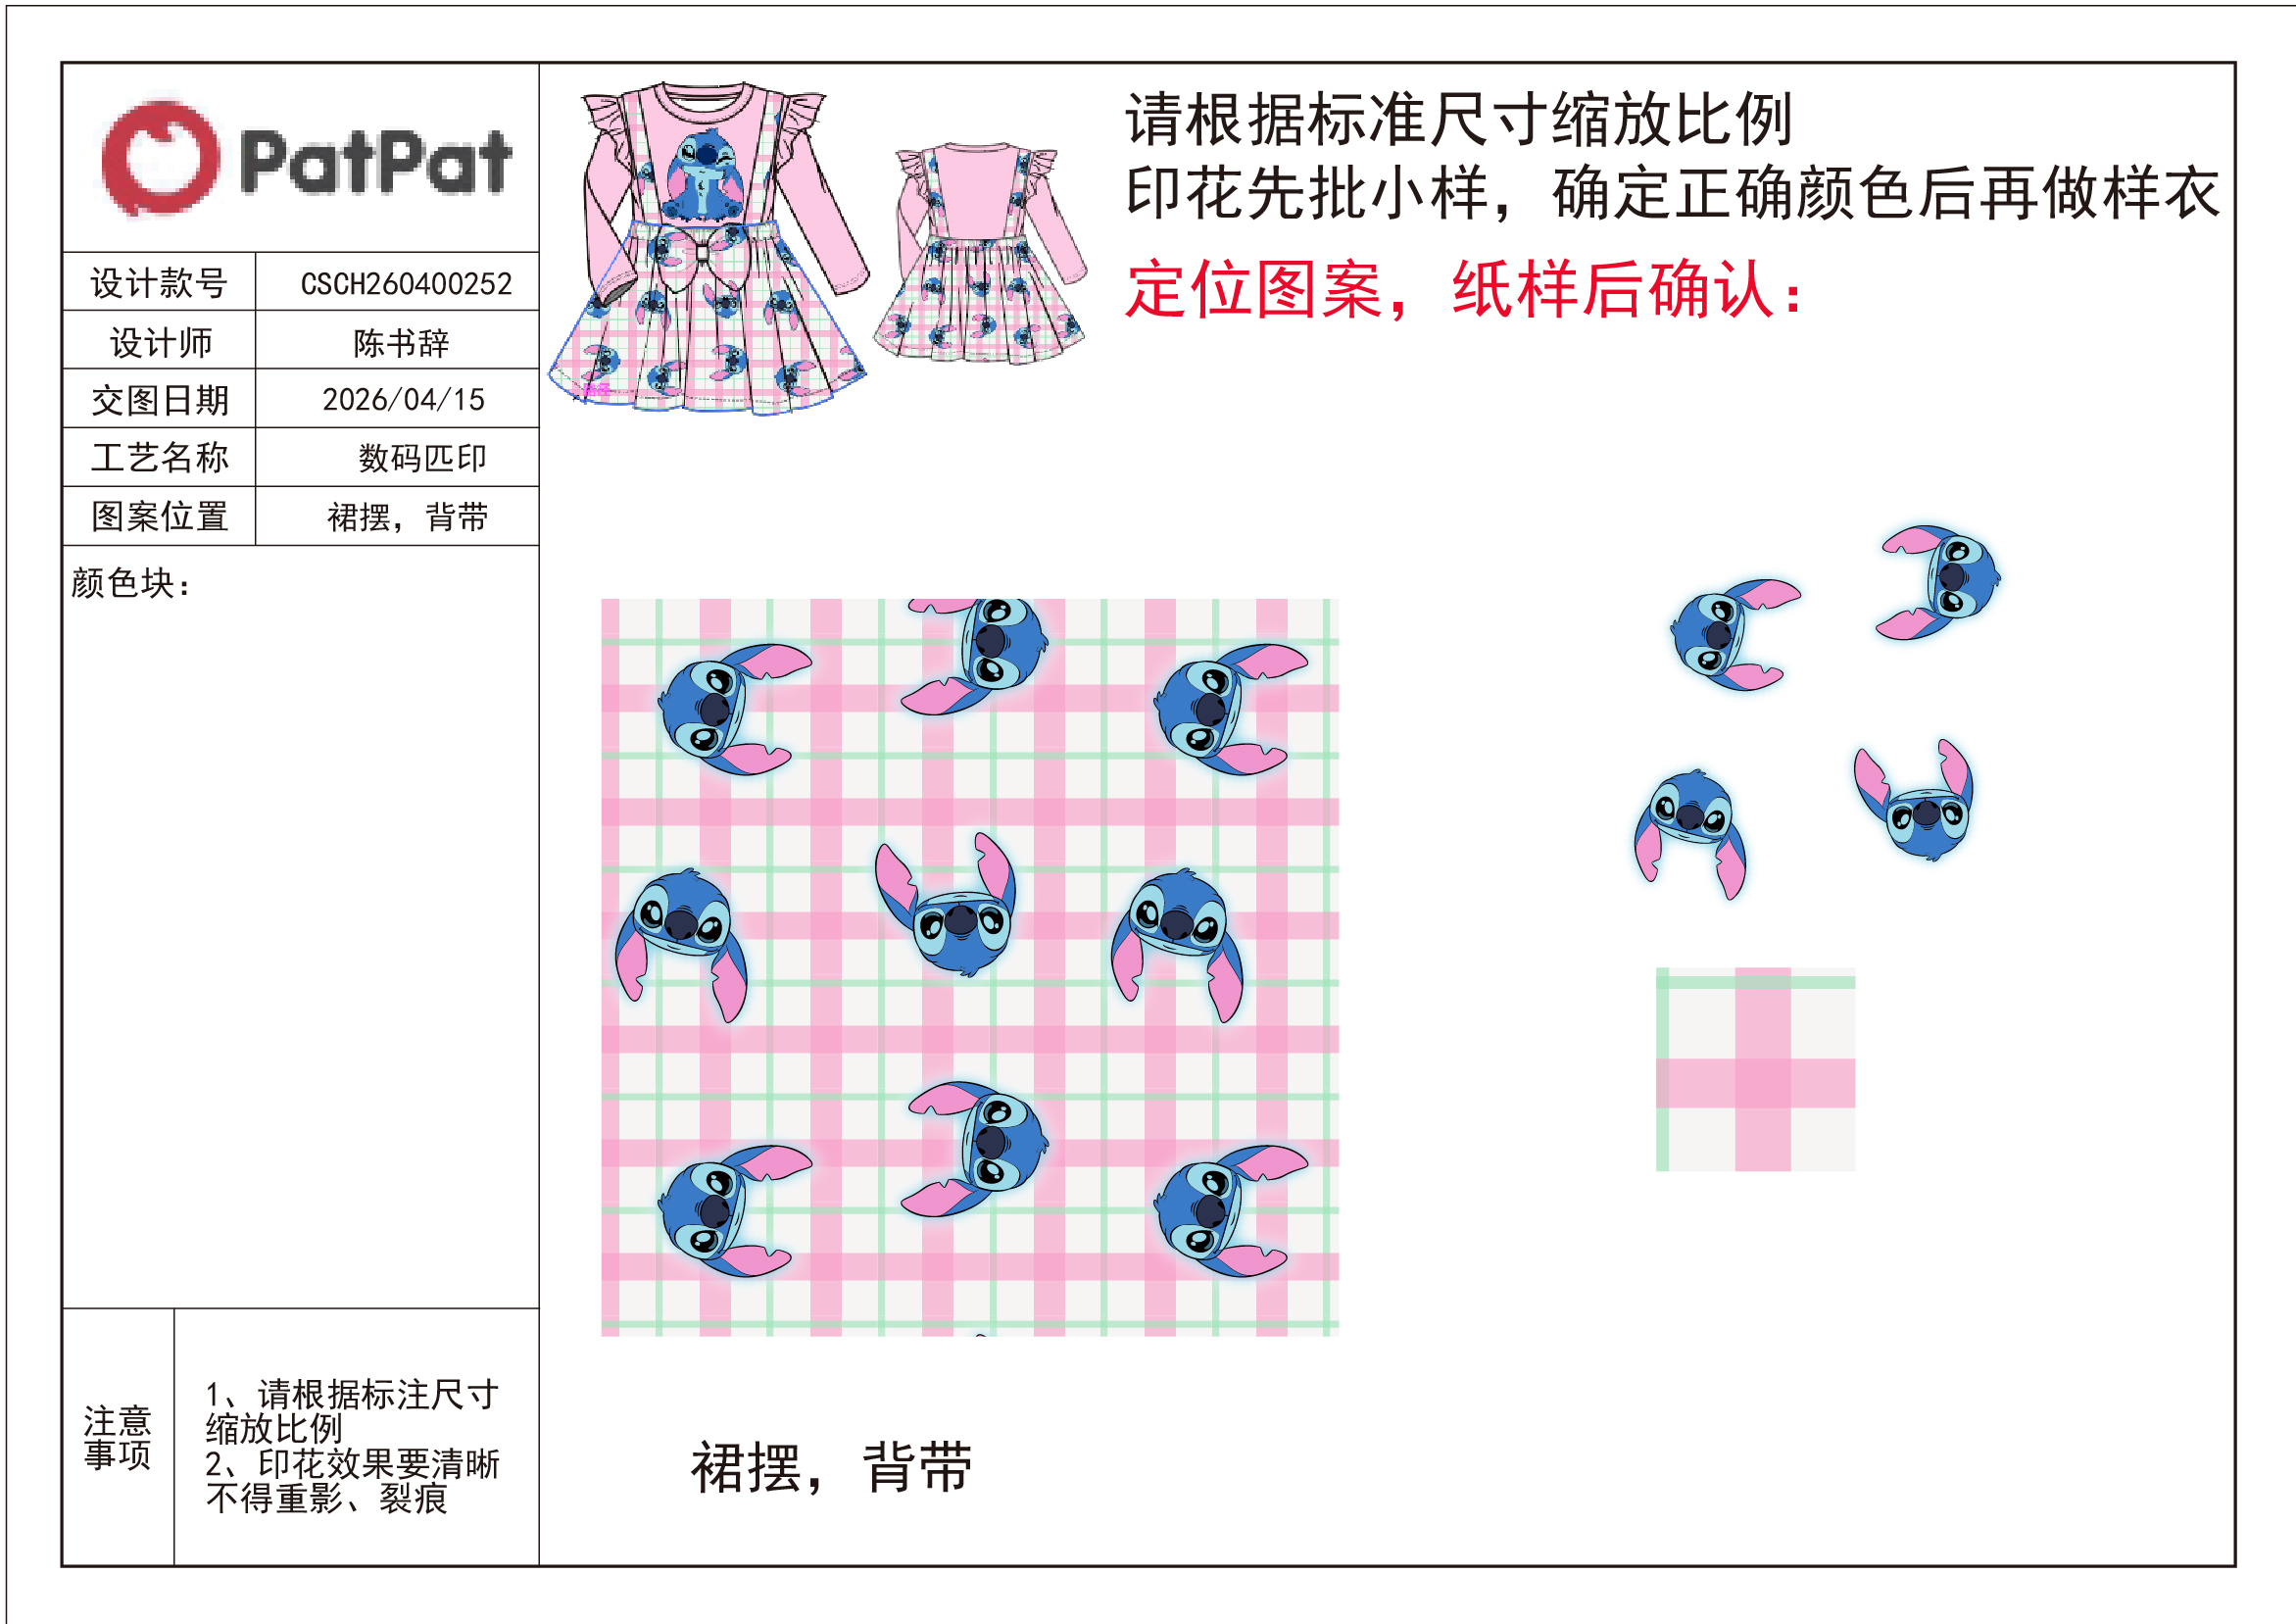 PatPat
设计款号 CSCH260400252
设计师 陈书辞
交图日期 2026/04/15
工艺名称 数码匹印
图案位置 裙摆，背带
颜色块：
注意
事项
1、请根据标注尺寸
缩放比例
2、印花效果要清晰
不得重影、裂痕
请根据标准尺寸缩放比例
印花先批小样，确定正确颜色后再做样衣
定位图案，纸样后确认：
裙摆，背带